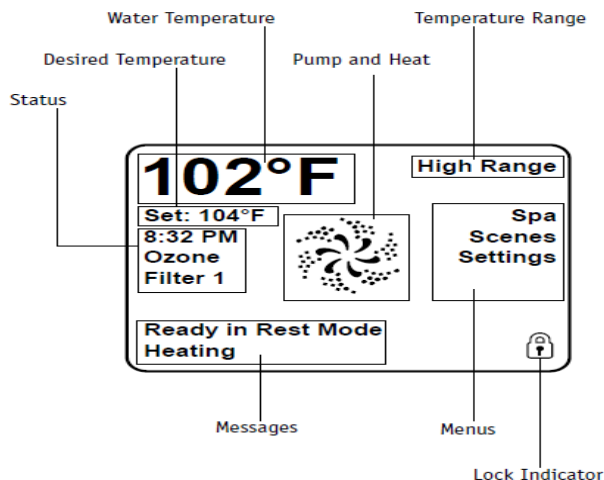 Water Temperature
Temperature Range
Desired Temperature
Pump and Heat
Status
102°F
High Range
Set: 104°F
8:32 PM
Ozone
Filter 1
Spa
Scenes
Settings
Ready in Rest Mode
Heating
Messages
Menus
Lock Indicator